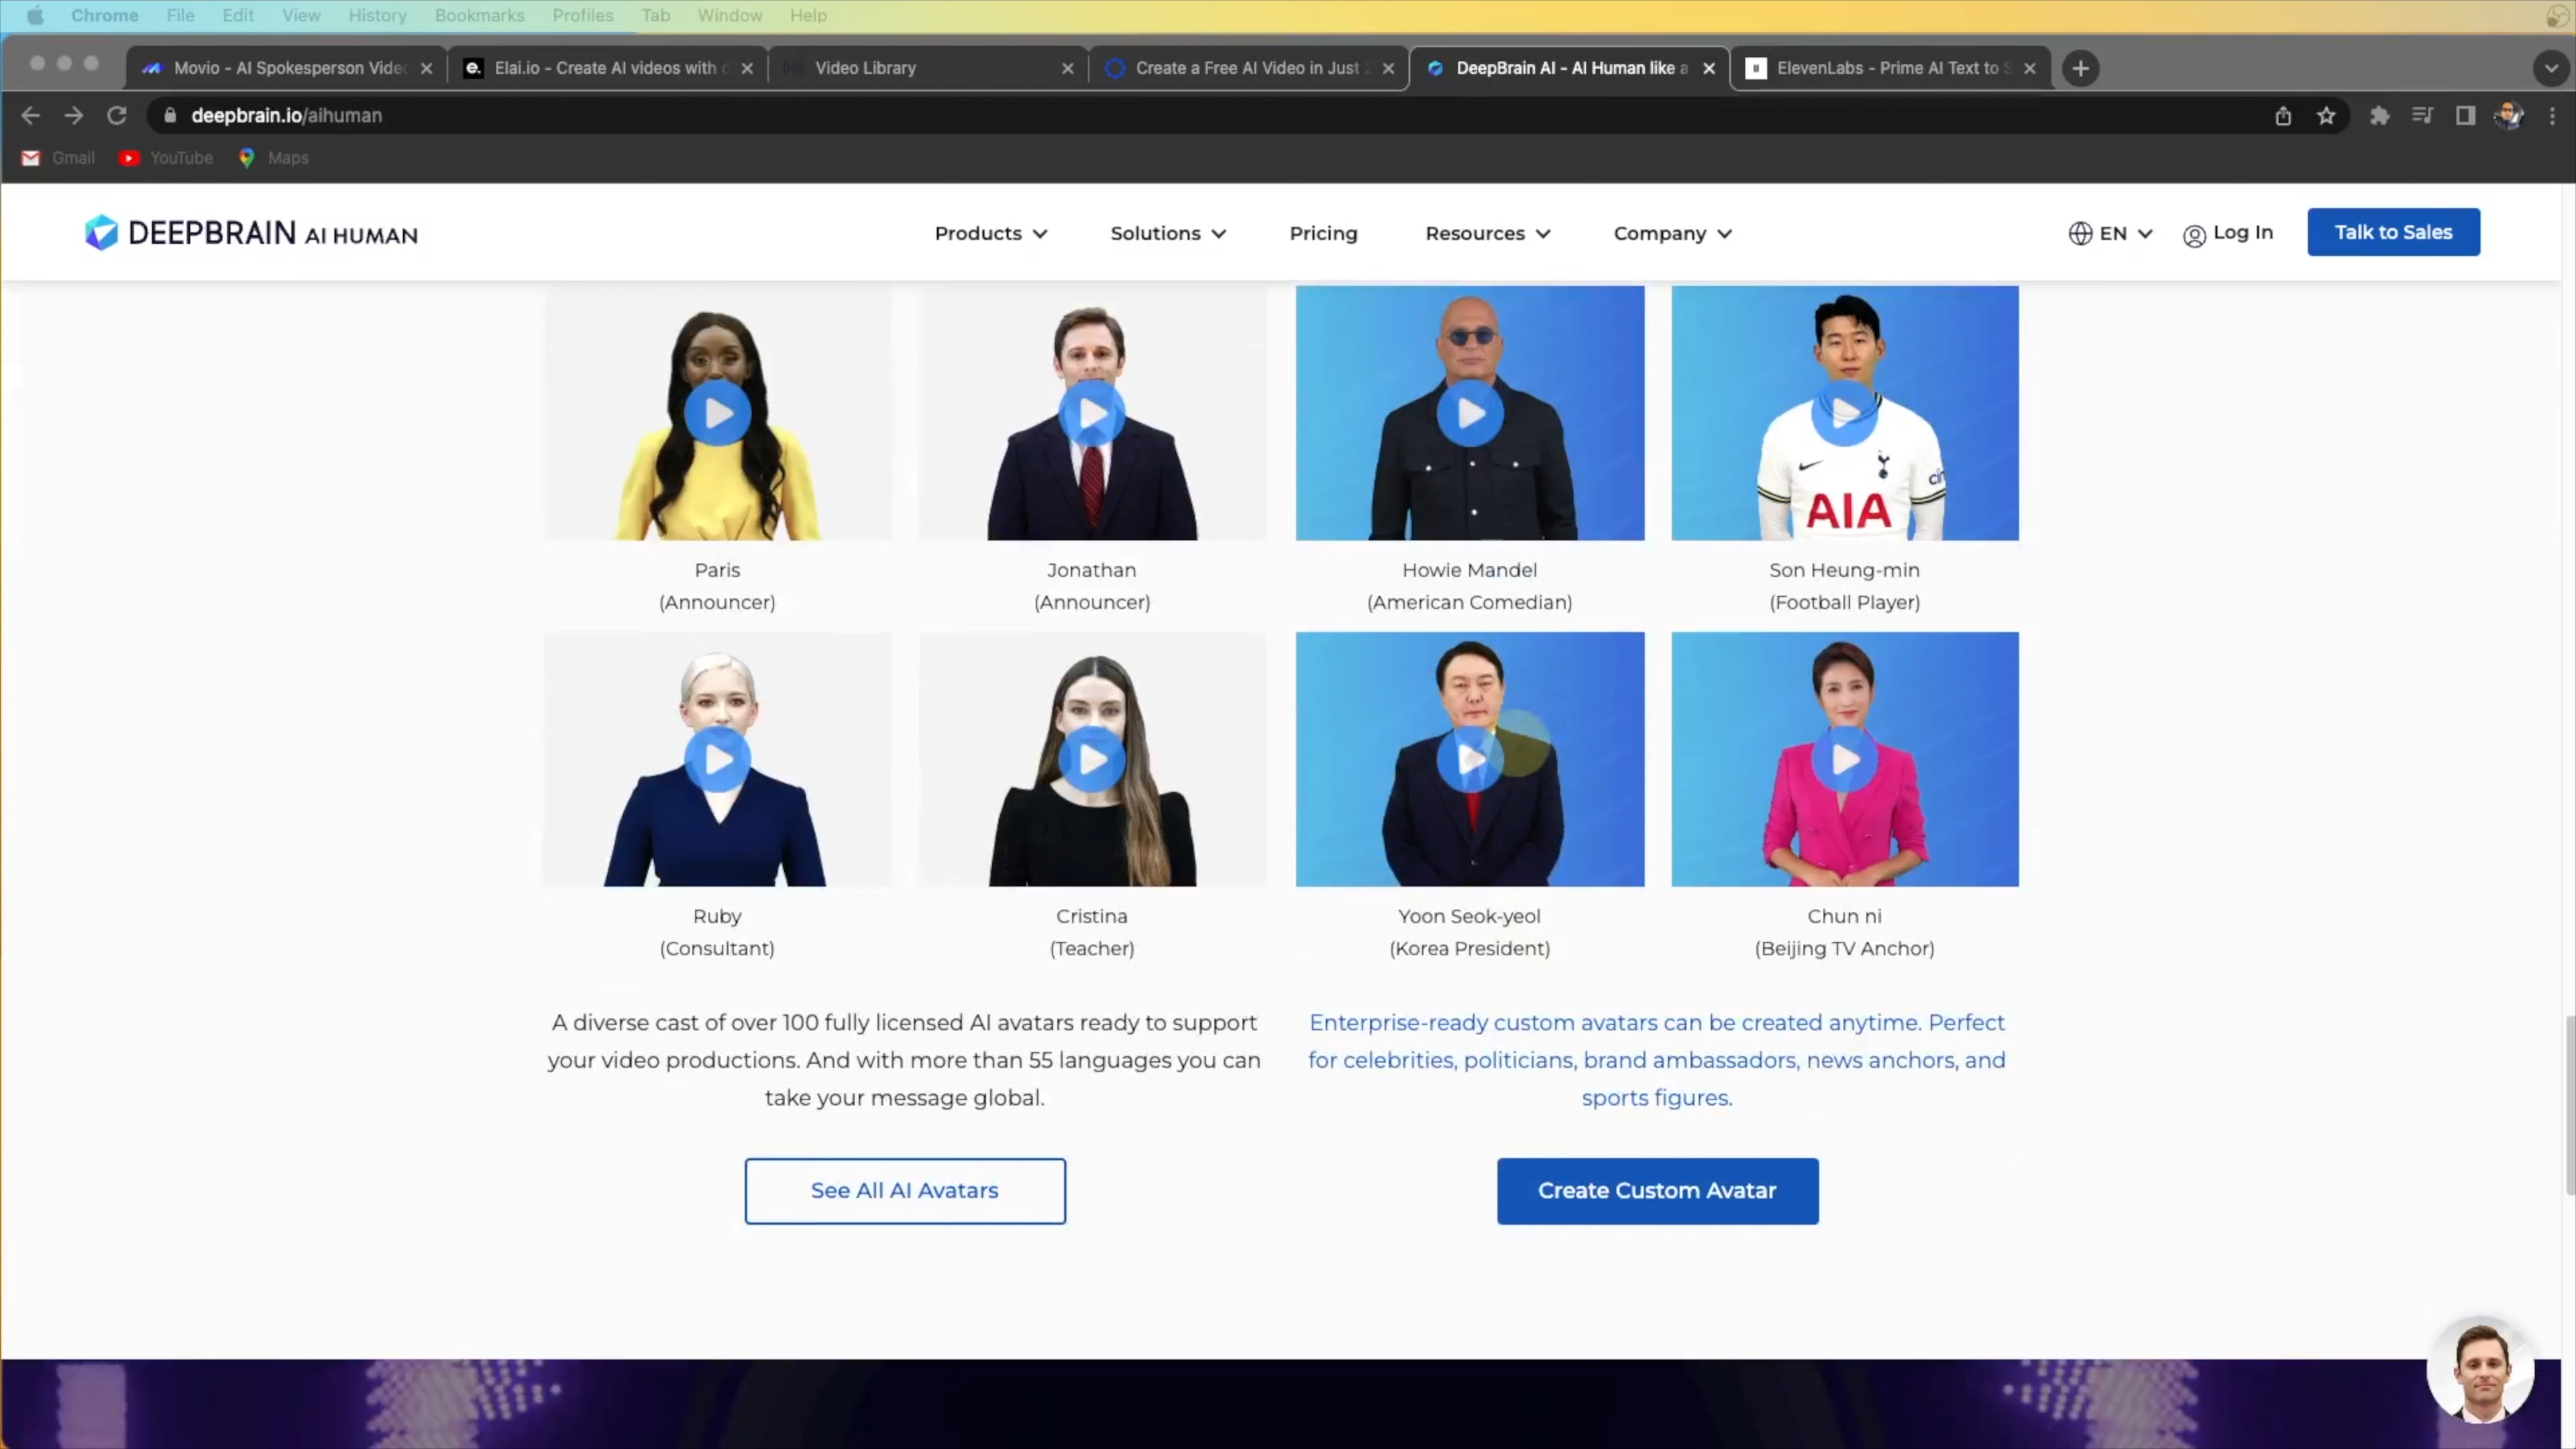 Chrome File Edit View History Bookmarks Profiles Tab Window Help
Movio - AI Spokesperson Vide
Elai.io - Create AI videos with
Video Library
Create a Free AI Video in Just
DeepBrain AI - AI Human like a
ElevenLabs - Prime AI Text to S
deepbrain.io/aihuman
Gmail YouTube Maps
DEEPBRAIN AI HUMAN
Products Solutions Pricing Resources Company
EN Log In Talk to Sales
AIA
Paris
(Announcer)
Jonathan
(Announcer)
Howie Mandel
(American Comedian)
Son Heung-min
(Football Player)
Ruby
(Consultant)
Cristina
(Teacher)
Yoon Seok-yeol
(Korea President)
Chun ni
(Beijing TV Anchor)
A diverse cast of over 100 fully licensed AI avatars ready to support
your video productions. And with more than 55 languages you can
take your message global.
See All AI Avatars
Enterprise-ready custom avatars can be created anytime. Perfect
for celebrities, politicians, brand ambassadors, news anchors, and
sports figures.
Create Custom Avatar